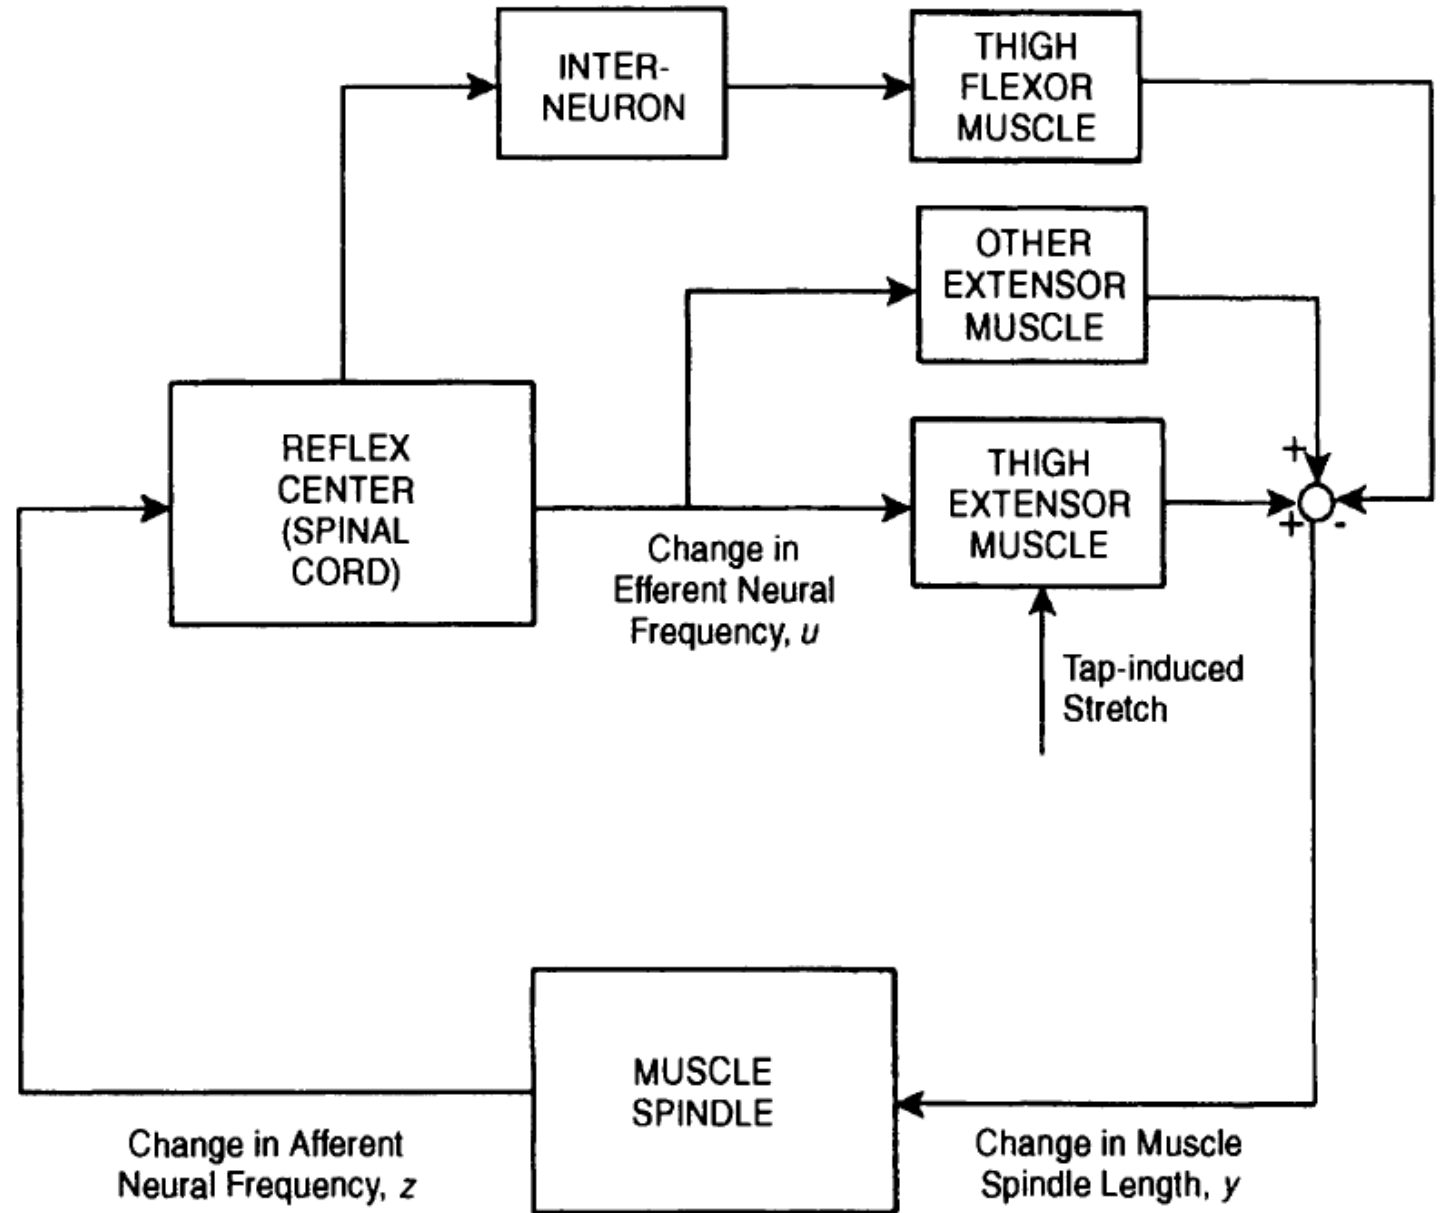 INTER-
NEURON
THIGH
FLEXOR
MUSCLE
OTHER
EXTENSOR
MUSCLE
REFLEX
CENTER
(SPINAL
CORD)
THIGH
EXTENSOR
MUSCLE
+
+
-
Change in
Efferent Neural
Frequency, u
Tap-induced
Stretch
MUSCLE
SPINDLE
Change in Afferent
Neural Frequency, z
Change in Muscle
Spindle Length, y